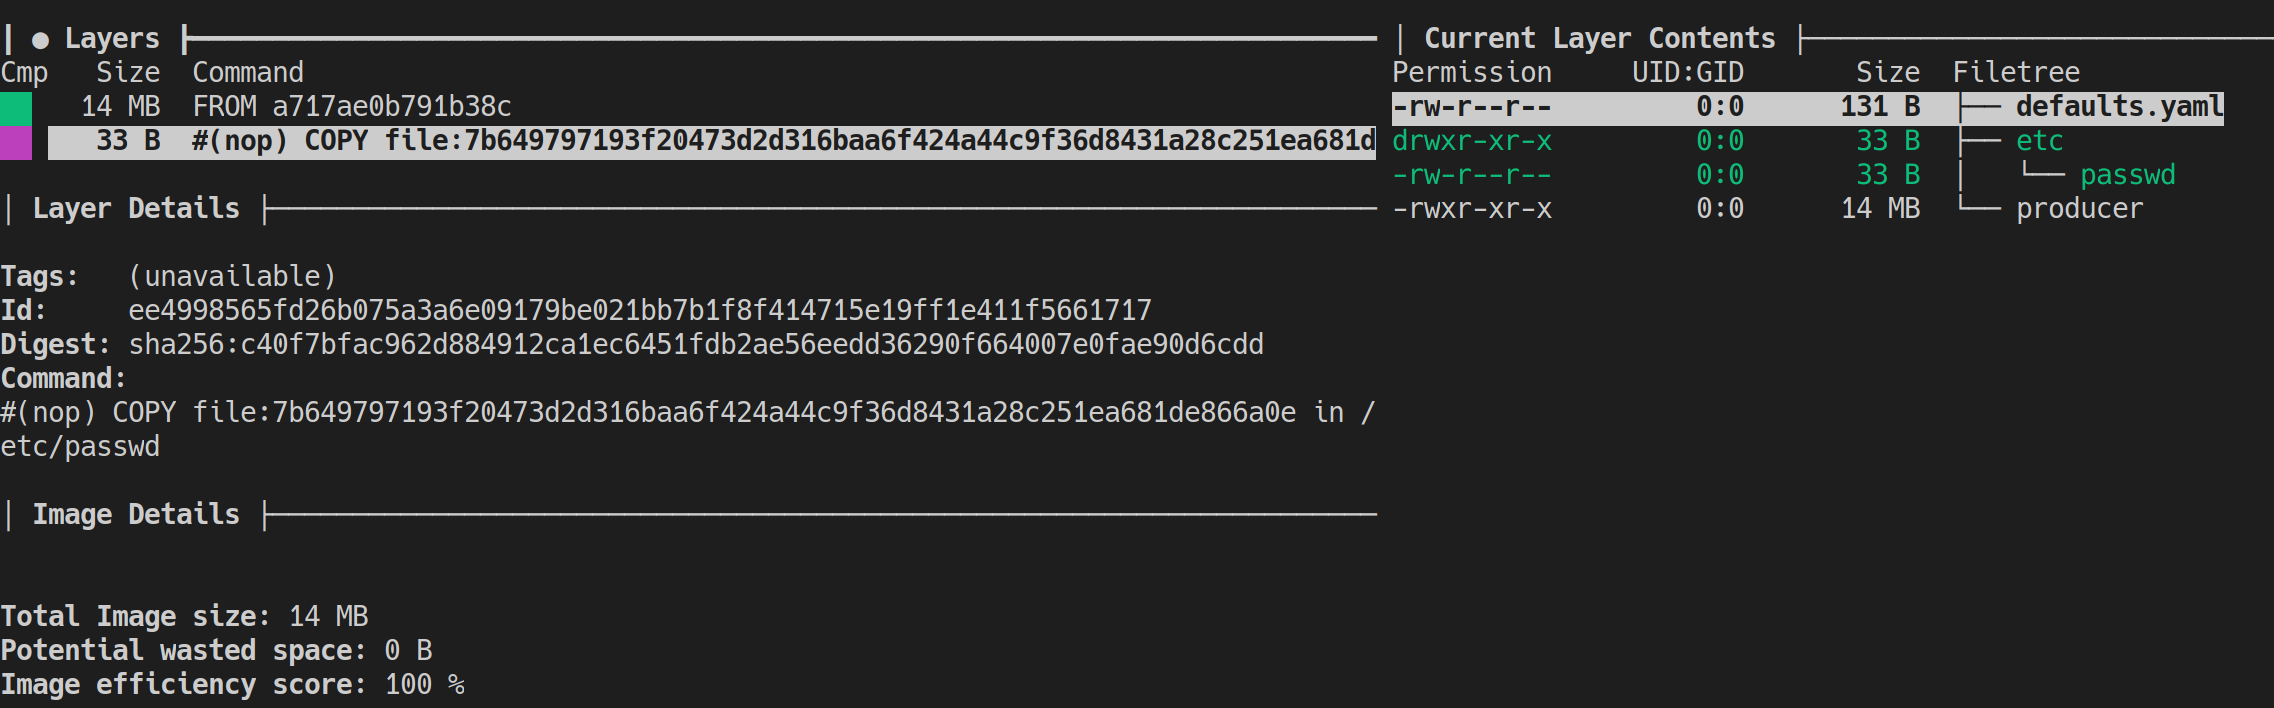 ● Layers
Cmp Size Command
14 MB FROM a717ae0b791b38c
33 B #(nop) COPY file:7b649797193f20473d2d316baa6f424a44c9f36d8431a28c251ea681d
Layer Details
Tags: (unavailable)
Id: ee4998565fd26b075a3a6e09179be021bb7b1f8f414715e19ff1e411f5661717
Digest: sha256:c40f7bfac962d884912ca1ec6451fdb2ae56eedd36290f664007e0fae90d6cdd
Command:
#(nop) COPY file:7b649797193f20473d2d316baa6f424a44c9f36d8431a28c251ea681de866a0e in /
etc/passwd
Image Details
Total Image size: 14 MB
Potential wasted space: 0 B
Image efficiency score: 100 %
Current Layer Contents
Permission UID:GID Size Filetree
-rw-r--r-- 0:0 131 B ├── defaults.yaml
drwxr-xr-x 0:0 33 B ├── etc
-rw-r--r-- 0:0 33 B │ └── passwd
-rwxr-xr-x 0:0 14 MB └── producer